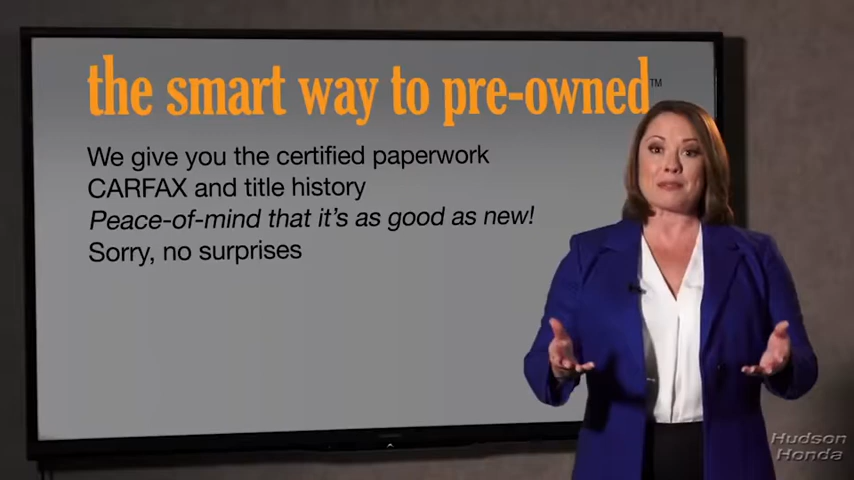 the smart way to pre-owned™
We give you the certified paperwork
CARFAX and title history
Peace-of-mind that it's as good as new!
Sorry, no surprises
Hudson
Honda